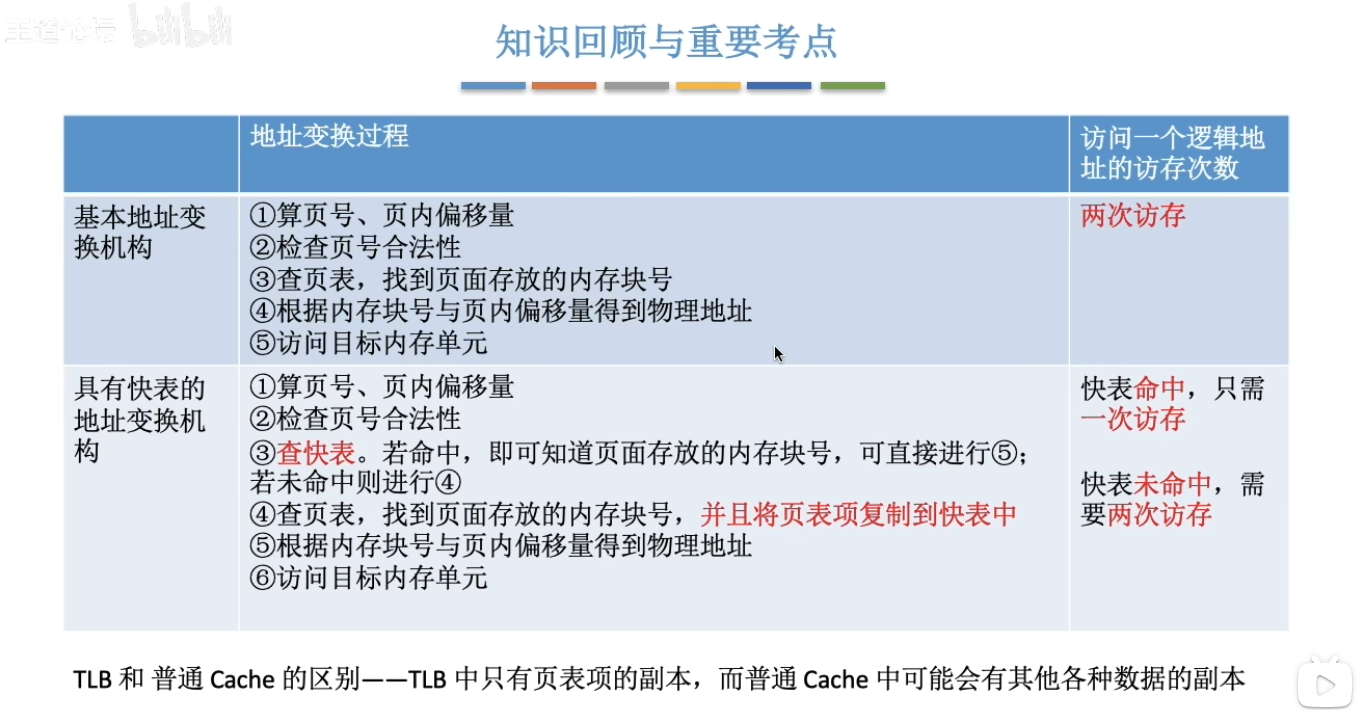 王道论坛 bilibili
知识回顾与重要考点
地址变换过程
访问一个逻辑地
址的访存次数
基本地址变
换机构
①算页号、页内偏移量
②检查页号合法性
③查页表，找到页面存放的内存块号
④根据内存块号与页内偏移量得到物理地址
⑤访问目标内存单元
两次访存
具有快表的
地址变换机
构
①算页号、页内偏移量
②检查页号合法性
③查快表。若命中，即可知道页面存放的内存块号，可直接进行⑤；
若未命中则进行④
④查页表，找到页面存放的内存块号，并且将页表项复制到快表中
⑤根据内存块号与页内偏移量得到物理地址
⑥访问目标内存单元
快表命中，只需
一次访存
快表未命中，需
要两次访存
TLB 和 普通 Cache 的区别——TLB 中只有页表项的副本，而普通 Cache 中可能会有其他各种数据的副本